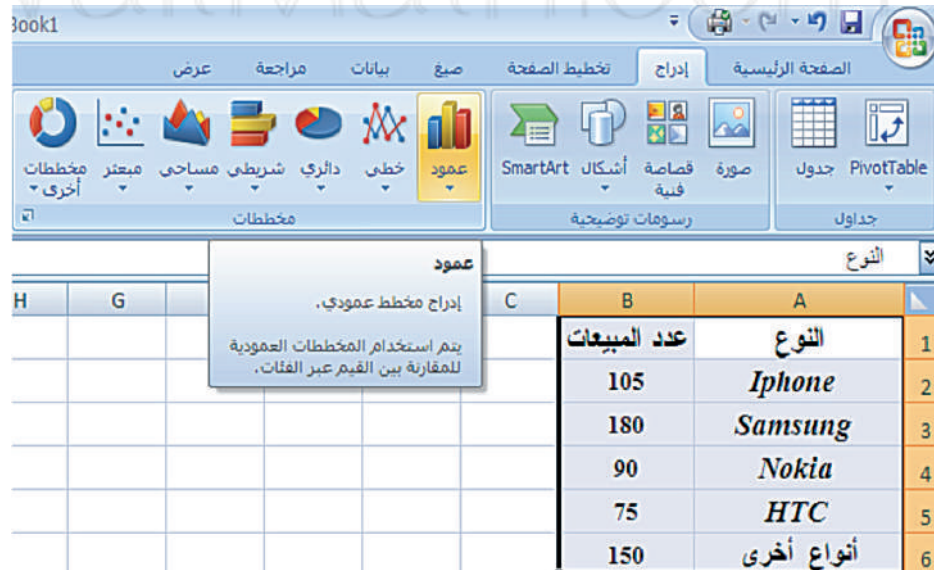 Book1
الصفحة الرئيسية إدراج تخطيط الصفحة صيغ بيانات مراجعة عرض
PivotTable جدول صورة قصاصة فنية أشكال SmartArt عمود خطي دائري شريطي مساحي مبعثر مخططات أخرى
جداول رسومات توضيحية مخططات
النوع
عمود
إدراج مخطط عمودي.
يتم استخدام المخططات العمودية
للمقارنة بين القيم عبر الفئات.
A B C G H
1 النوع عدد المبيعات
2 Iphone 105
3 Samsung 180
4 Nokia 90
5 HTC 75
6 أنواع أخرى 150